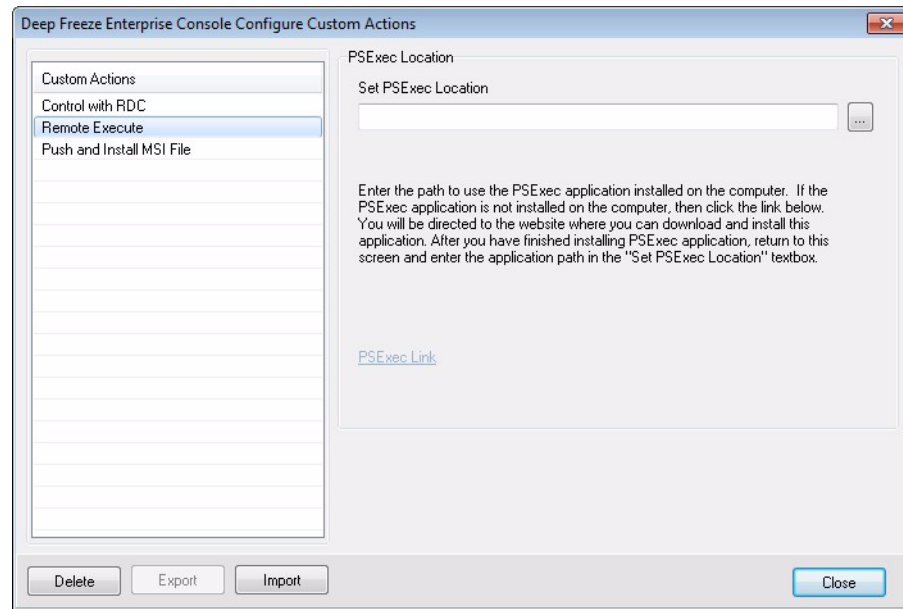 Deep Freeze Enterprise Console Configure Custom Actions
Custom Actions
Control with RDC
Remote Execute
Push and Install MSI File
PSExec Location
Set PSExec Location
...
Enter the path to use the PSExec application installed on the computer. If the
PSExec application is not installed on the computer, then click the link below.
You will be directed to the website where you can download and install this
application. After you have finished installing PSExec application, return to this
screen and enter the application path in the "Set PSExec Location" textbox.
PSExec Link
Delete
Export
Import
Close